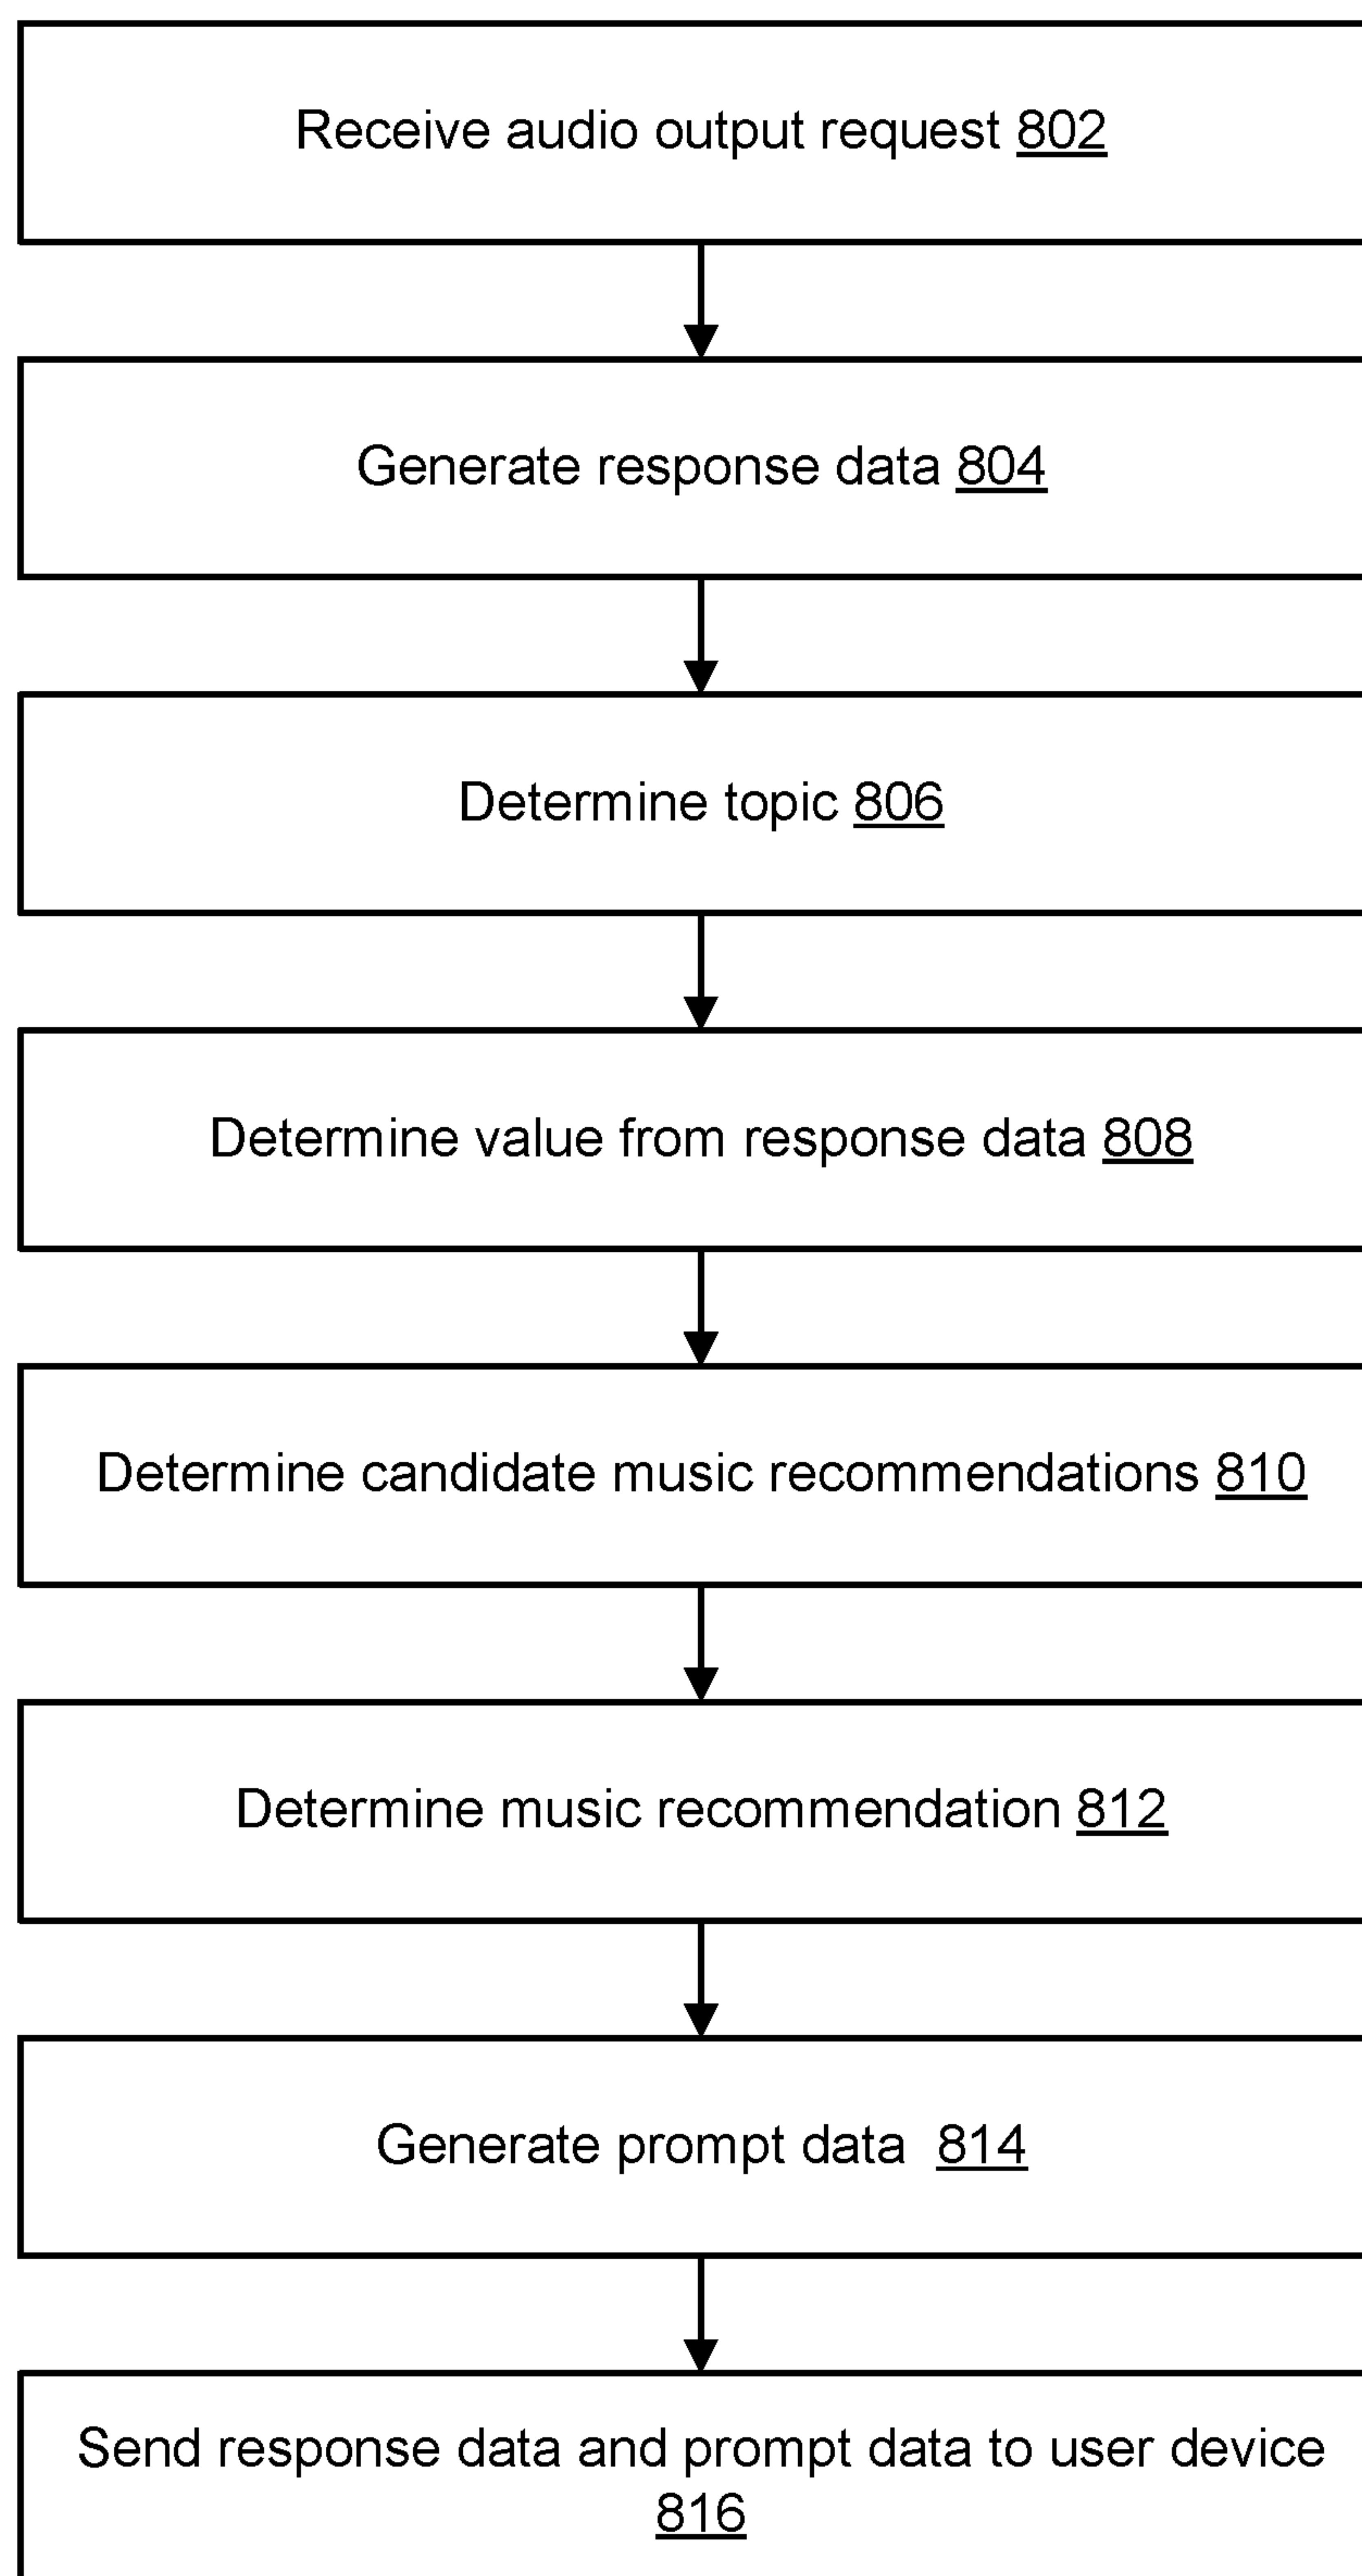 Receive audio output request 802
Generate response data 804
Determine topic 806
Determine value from response data 808
Determine candidate music recommendations 810
Determine music recommendation 812
Generate prompt data 814
Send response data and prompt data to user device
816